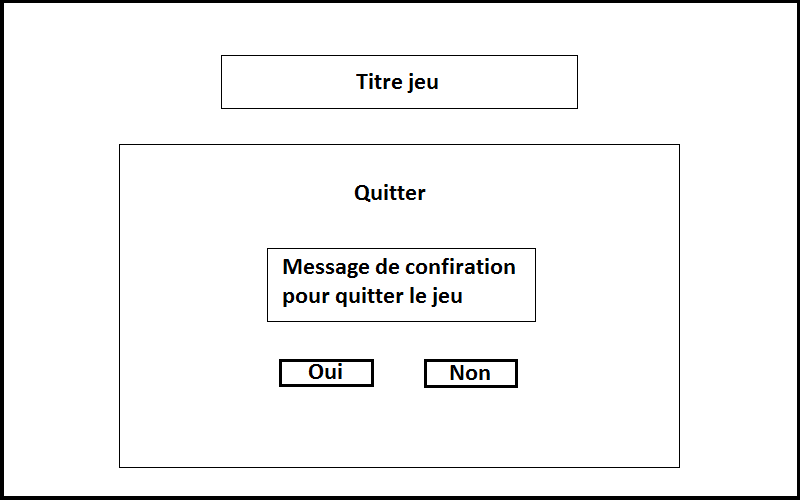 Titre jeu
Quitter
Message de confiration
pour quitter le jeu
Oui
Non